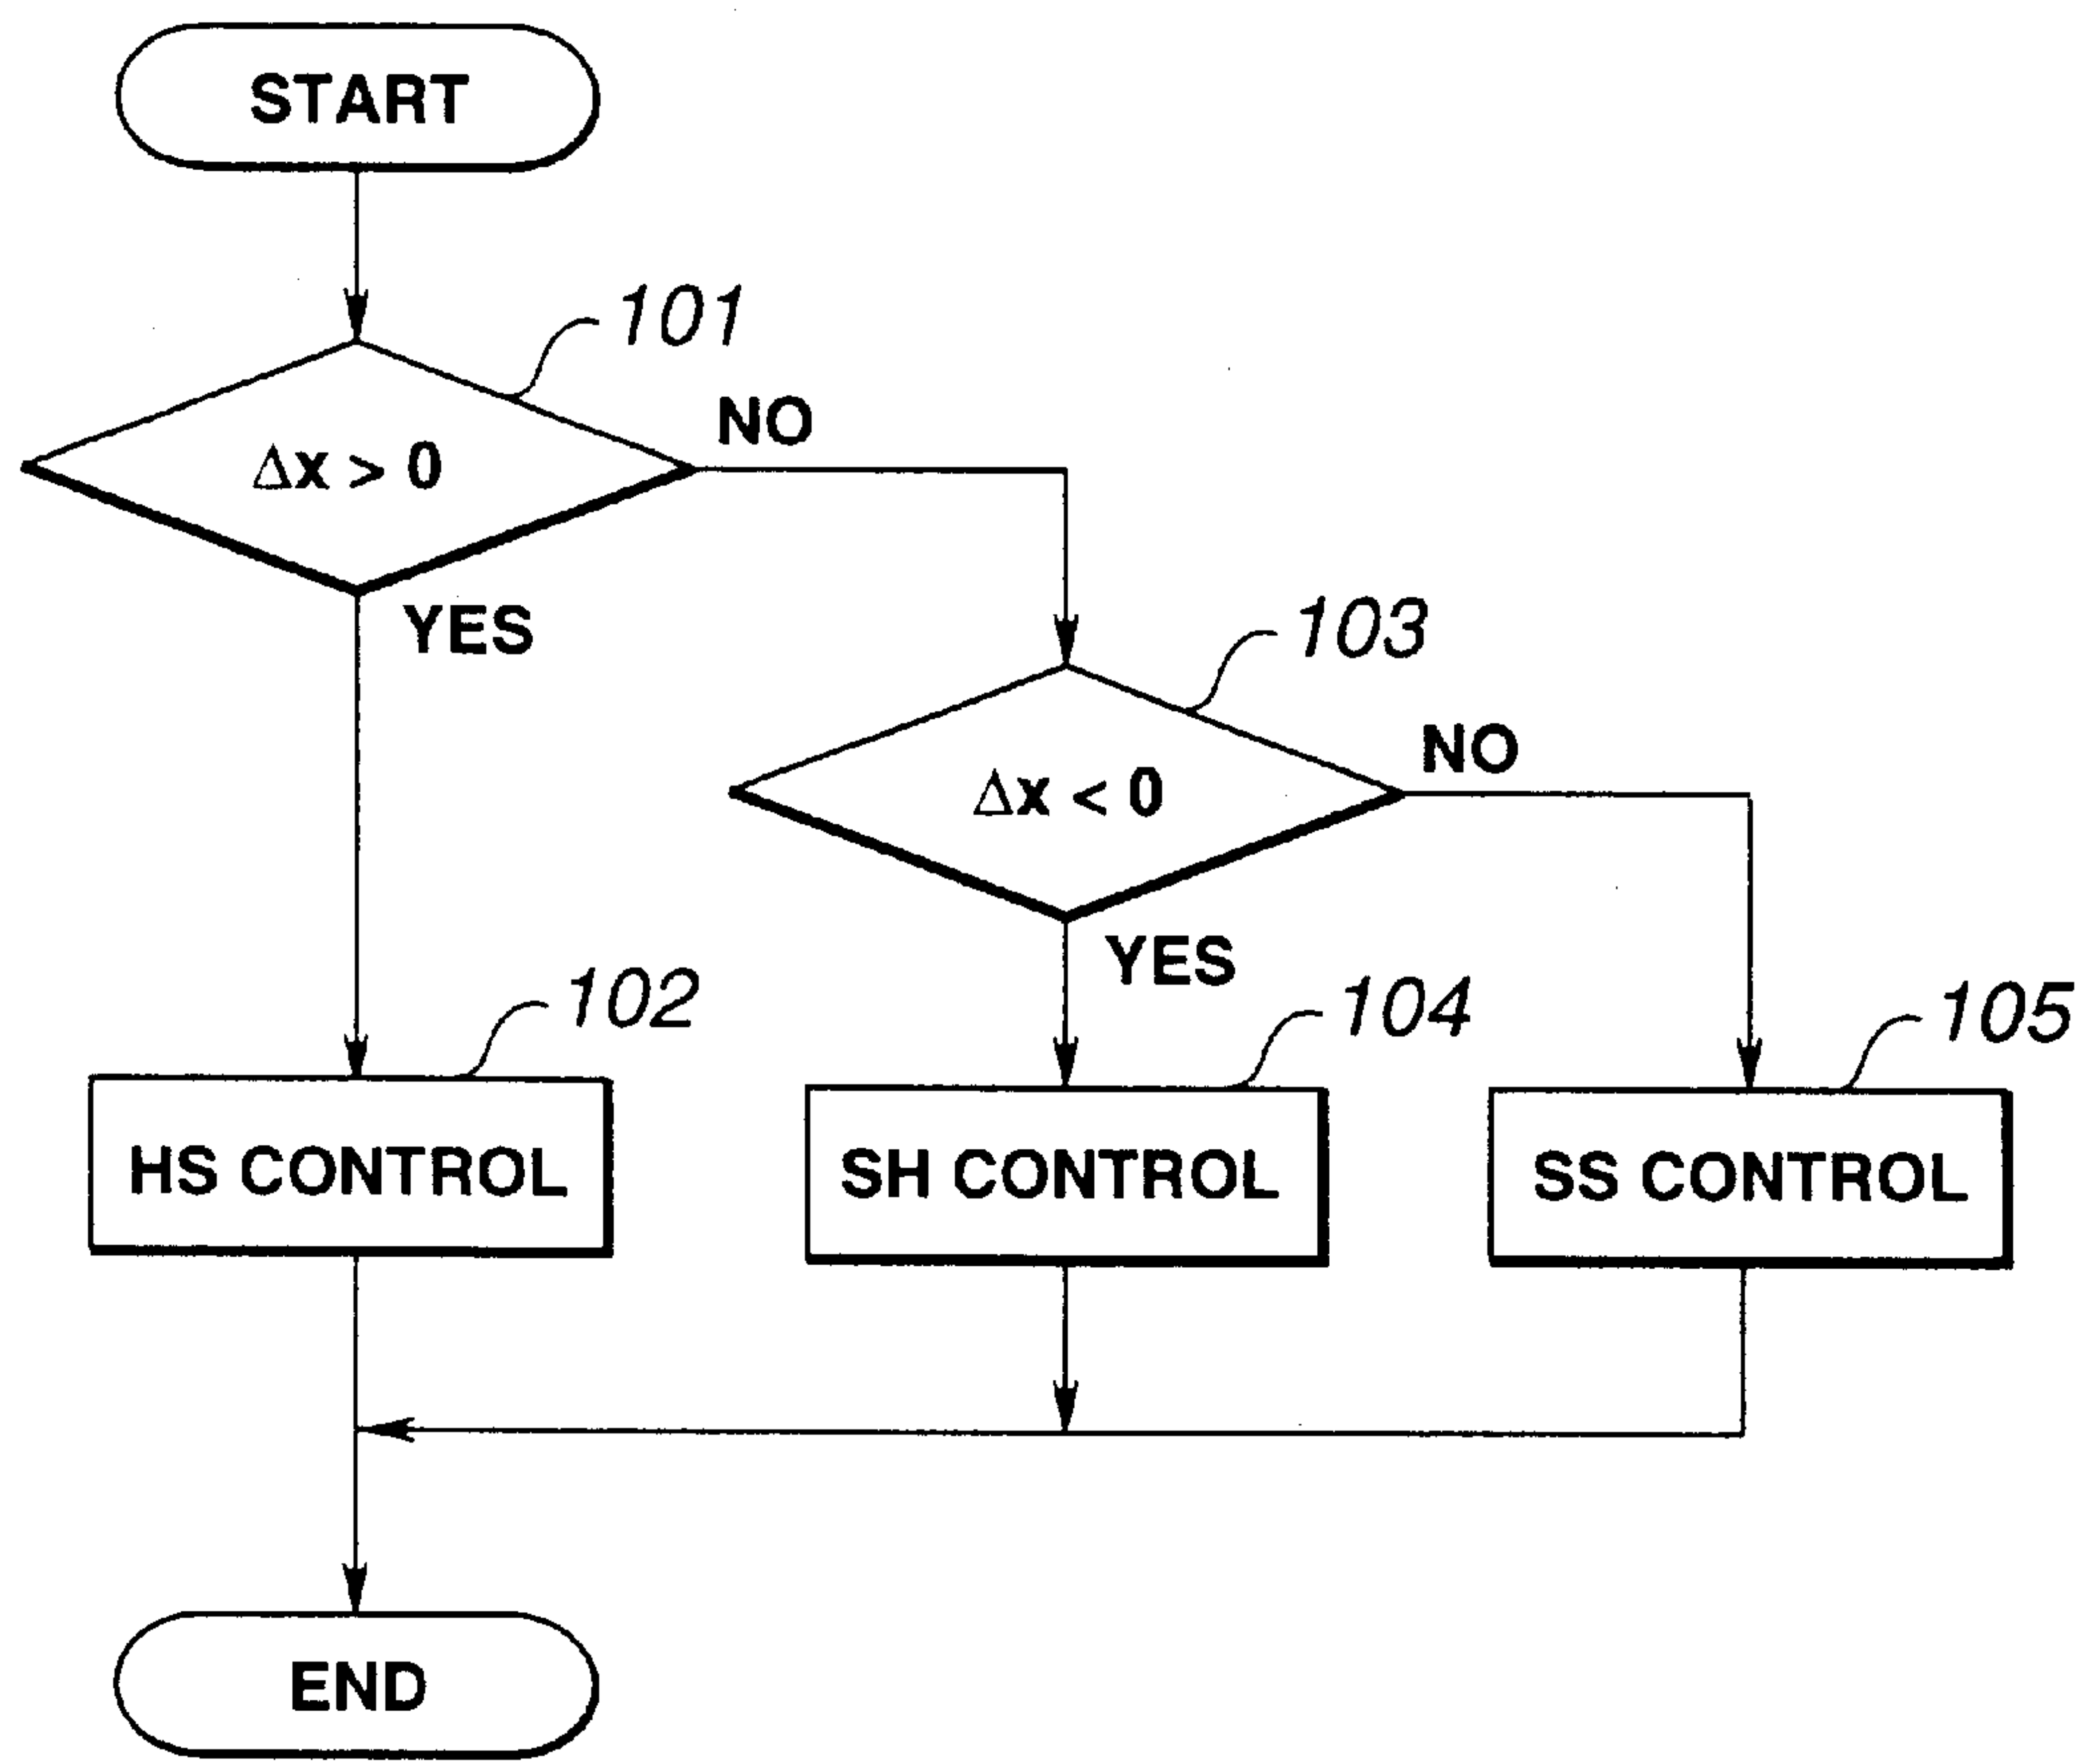 START
101
Δx > 0
NO
YES
103
Δx < 0
NO
YES
102
104
105
HS CONTROL
SH CONTROL
SS CONTROL
END